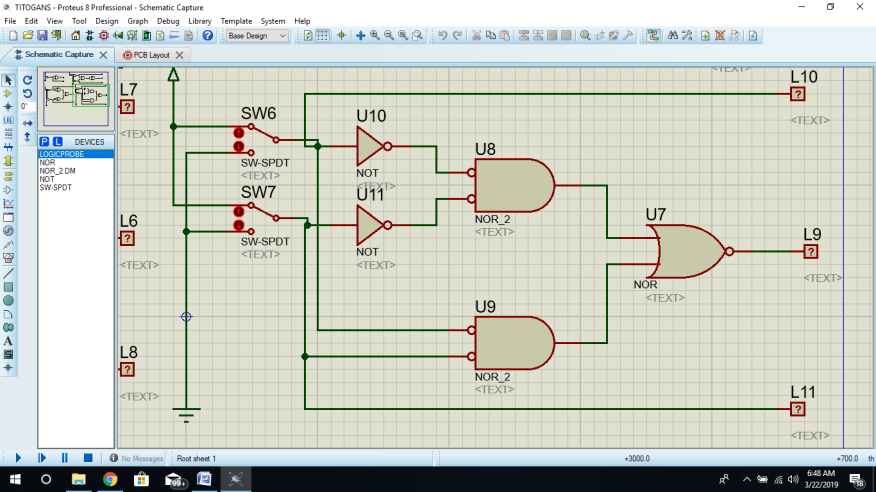 TITOGANS - Proteus 8 Professional - Schematic Capture
File Edit View Tool Design Graph Debug Library Template System Help
Base Design
Schematic Capture
PCB Layout
L7
?
<TEXT>
L6
?
<TEXT>
L8
?
<TEXT>
0°
P L DEVICES
LOGICPROBE
NOR
NOR_2.DM
NOT
SW-SPDT
<TEXT>
L10
?
<TEXT>
SW6
SW-SPDT
<TEXT>
SW7
SW-SPDT
<TEXT>
U10
NOT
<TEXT>
U11
NOT
<TEXT>
U8
NOR_2
<TEXT>
U7
NOR
<TEXT>
L9
?
<TEXT>
U9
NOR_2
<TEXT>
L11
?
<TEXT>
No Messages
Root sheet 1
+3000.0
+700.0
th
99+
6:48 AM
3/22/2019
18